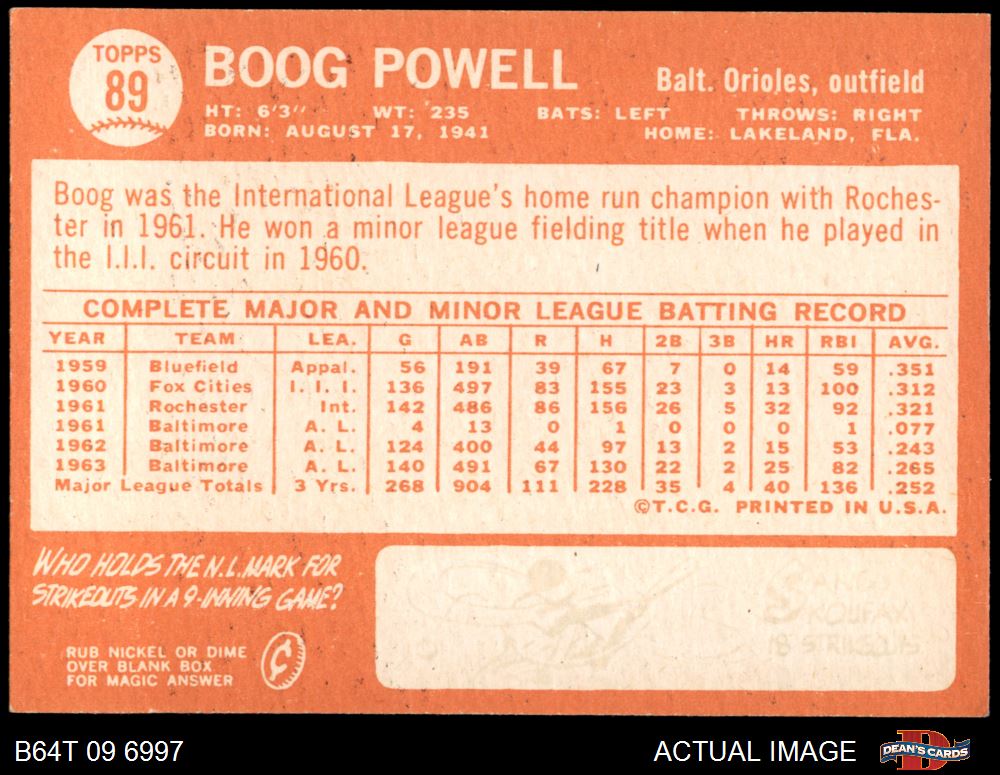 TOPPS
89
BOOG POWELL
Balt. Orioles, outfield
HT: 6'3" WT: 235 BATS: LEFT THROWS: RIGHT
BORN: AUGUST 17, 1941 HOME: LAKELAND, FLA.
Boog was the International League's home run champion with Roches-
ter in 1961. He won a minor league fielding title when he played in
the I.I.I. circuit in 1960.
COMPLETE MAJOR AND MINOR LEAGUE BATTING RECORD
YEAR TEAM LEA. G AB R H 2B 3B HR RBI AVG.
1959 Bluefield Appal. 56 191 39 67 7 0 14 59 .351
1960 Fox Cities I. I. I. 136 497 83 155 23 3 13 100 .312
1961 Rochester Int. 142 486 86 156 26 5 32 92 .321
1961 Baltimore A. L. 4 13 0 1 0 0 0 1 .077
1962 Baltimore A. L. 124 400 44 97 13 2 15 53 .243
1963 Baltimore A. L. 140 491 67 130 22 2 25 82 .265
Major League Totals 3 Yrs. 268 904 111 228 35 4 40 136 .252
©T.C.G. PRINTED IN U.S.A.
WHO HOLDS THE N.L. MARK FOR
STRIKEOUTS IN A 9-INNING GAME?
RUB NICKEL OR DIME
OVER BLANK BOX
FOR MAGIC ANSWER
¢
KOUFAX
18 STRIKEOUTS
B64T 09 6997
ACTUAL IMAGE
DEAN'S CARDS